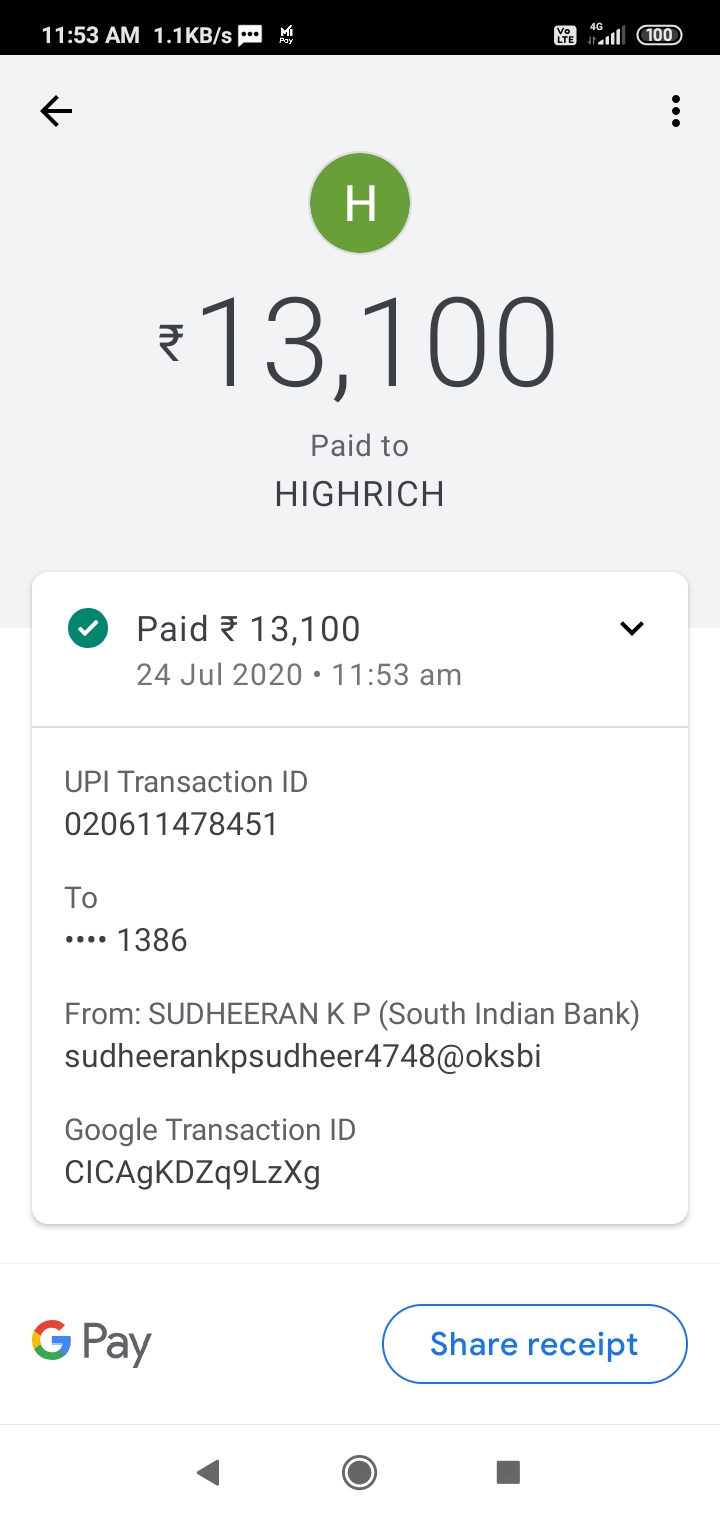 11:53 AM 1.1KB/s Mi Pay Vo LTE 4G 100
H
₹13,100
Paid to
HIGHRICH
Paid ₹ 13,100
24 Jul 2020 • 11:53 am
UPI Transaction ID
020611478451
To
•••• 1386
From: SUDHEERAN K P (South Indian Bank)
sudheerankpsudheer4748@oksbi
Google Transaction ID
CICAgKDZq9LzXg
G Pay
Share receipt